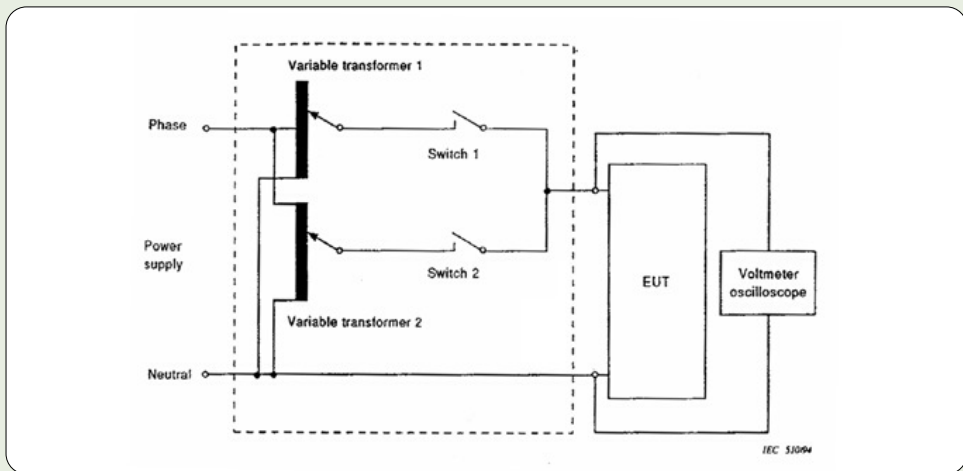 Variable transformer 1
Phase
Switch 1
Power
supply
Switch 2
EUT
Voltmeter
oscilloscope
Variable transformer 2
Neutral
IEC 510/94